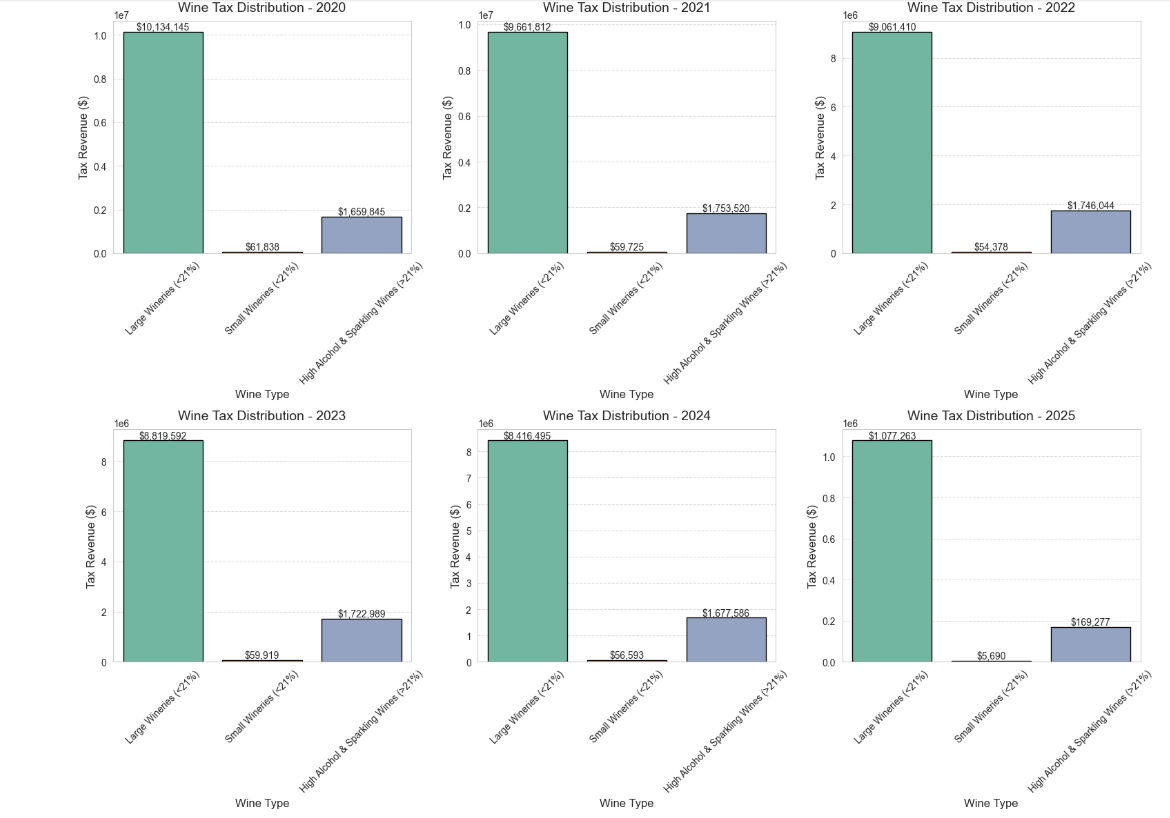 Wine Tax Distribution - 2020
1e7
Tax Revenue ($)
1.0
0.8
0.6
0.4
0.2
0.0
$10,134,145
$61,838
$1,659,845
Large Wineries (<21%)
Small Wineries (<21%)
High Alcohol & Sparkling Wines (>21%)
Wine Type
Wine Tax Distribution - 2021
1e7
Tax Revenue ($)
1.0
0.8
0.6
0.4
0.2
0.0
$9,661,812
$59,725
$1,753,520
Large Wineries (<21%)
Small Wineries (<21%)
High Alcohol & Sparkling Wines (>21%)
Wine Type
Wine Tax Distribution - 2022
1e6
Tax Revenue ($)
8
6
4
2
0
$9,061,410
$54,378
$1,746,044
Large Wineries (<21%)
Small Wineries (<21%)
High Alcohol & Sparkling Wines (>21%)
Wine Type
Wine Tax Distribution - 2023
1e6
Tax Revenue ($)
8
6
4
2
0
$8,819,592
$59,919
$1,722,989
Large Wineries (<21%)
Small Wineries (<21%)
High Alcohol & Sparkling Wines (>21%)
Wine Type
Wine Tax Distribution - 2024
1e6
Tax Revenue ($)
8
7
6
5
4
3
2
1
0
$8,416,495
$56,593
$1,677,586
Large Wineries (<21%)
Small Wineries (<21%)
High Alcohol & Sparkling Wines (>21%)
Wine Type
Wine Tax Distribution - 2025
1e6
Tax Revenue ($)
1.0
0.8
0.6
0.4
0.2
0.0
$1,077,263
$5,690
$169,277
Large Wineries (<21%)
Small Wineries (<21%)
High Alcohol & Sparkling Wines (>21%)
Wine Type